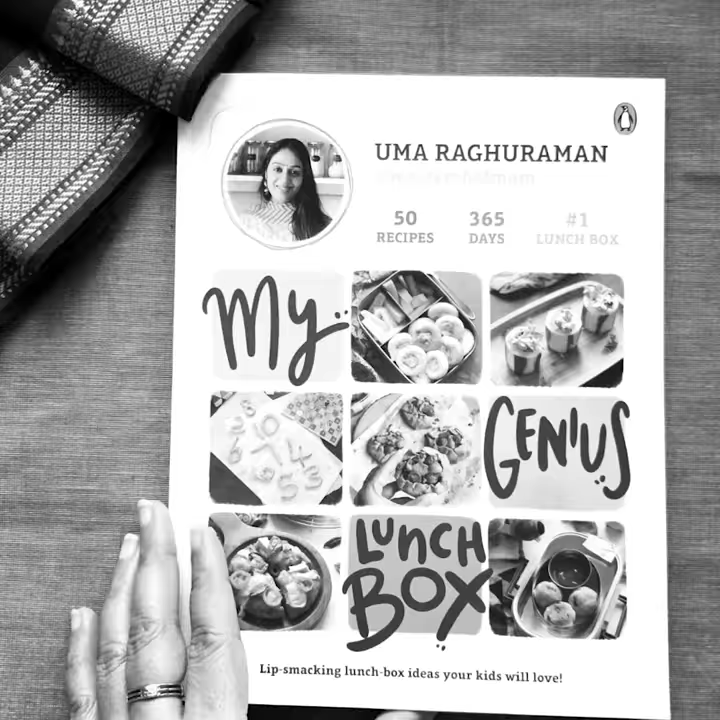 UMA RAGHURAMAN
50 365 #1
RECIPES DAYS LUNCH BOX
My
GENIUS
LUNCH
BOX
Lip-smacking lunch-box ideas your kids will love!